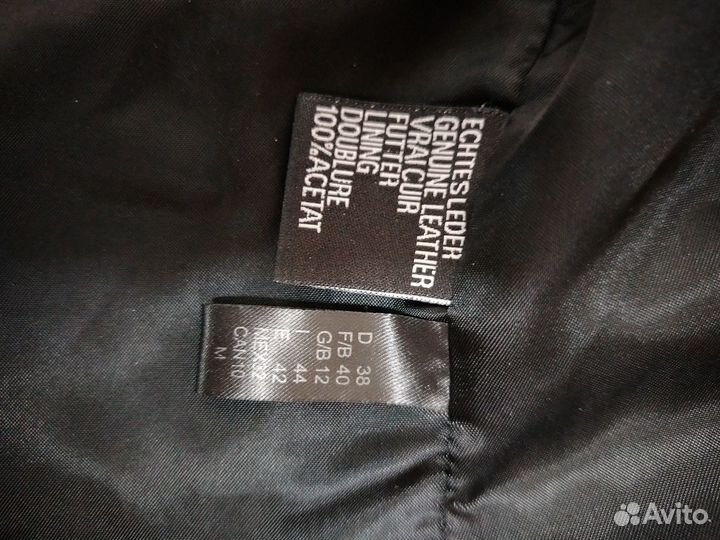 ECHTES LEDER
GENUINE LEATHER
VRAI CUIR
FUTTER
LINING
DOUBLURE
100% ACETAT
D 38
F/B 40
G/B 12
I 44
E 42
MEX 32
CAN 10
M
Avito